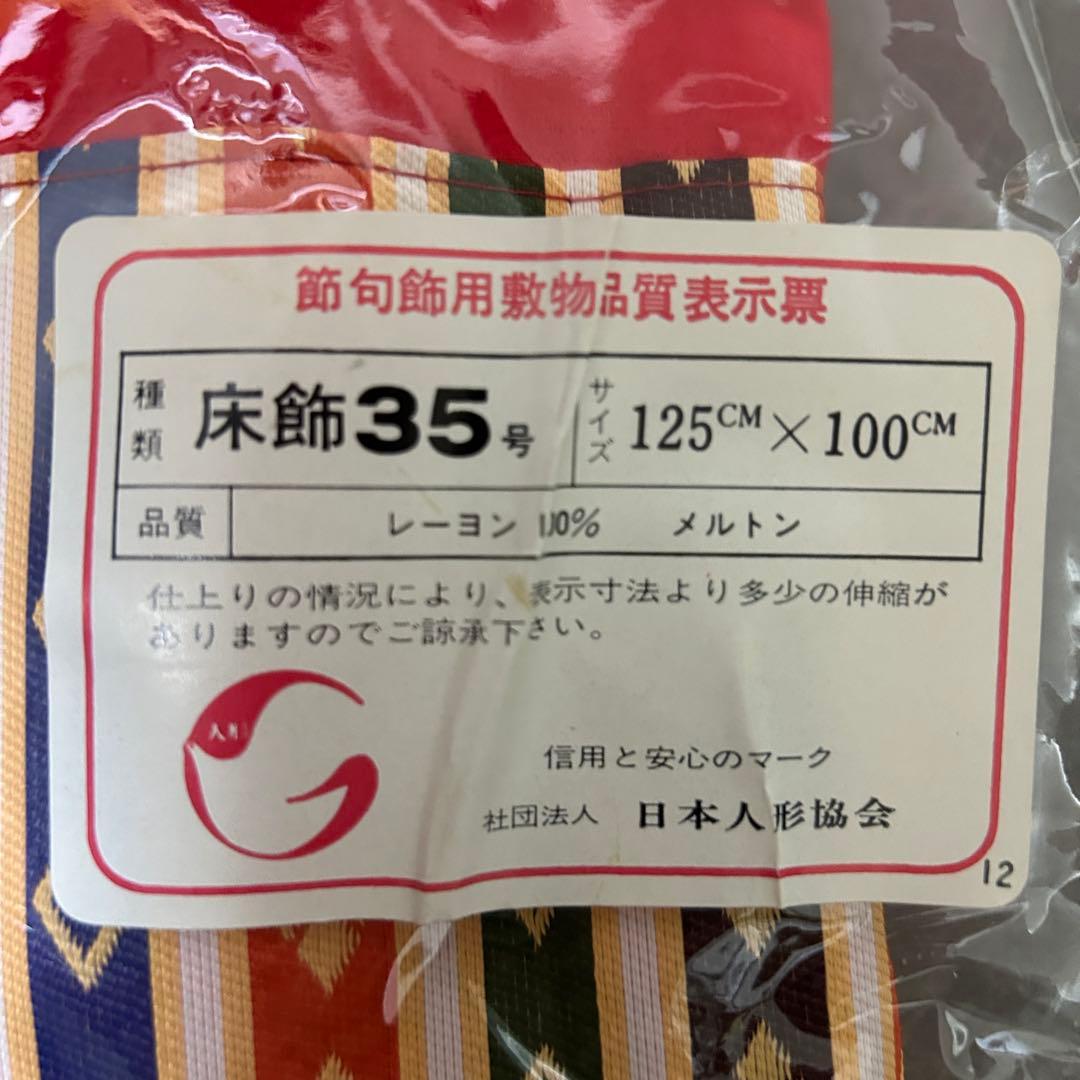 節句飾用敷物品質表示票
種類 床飾35号 サイズ 125CM×100CM
品質 レーヨン 100% メルトン
仕上りの情況により、表示寸法より多少の伸縮が
ありますのでご諒承下さい。
人形
信用と安心のマーク
社団法人 日本人形協会
12